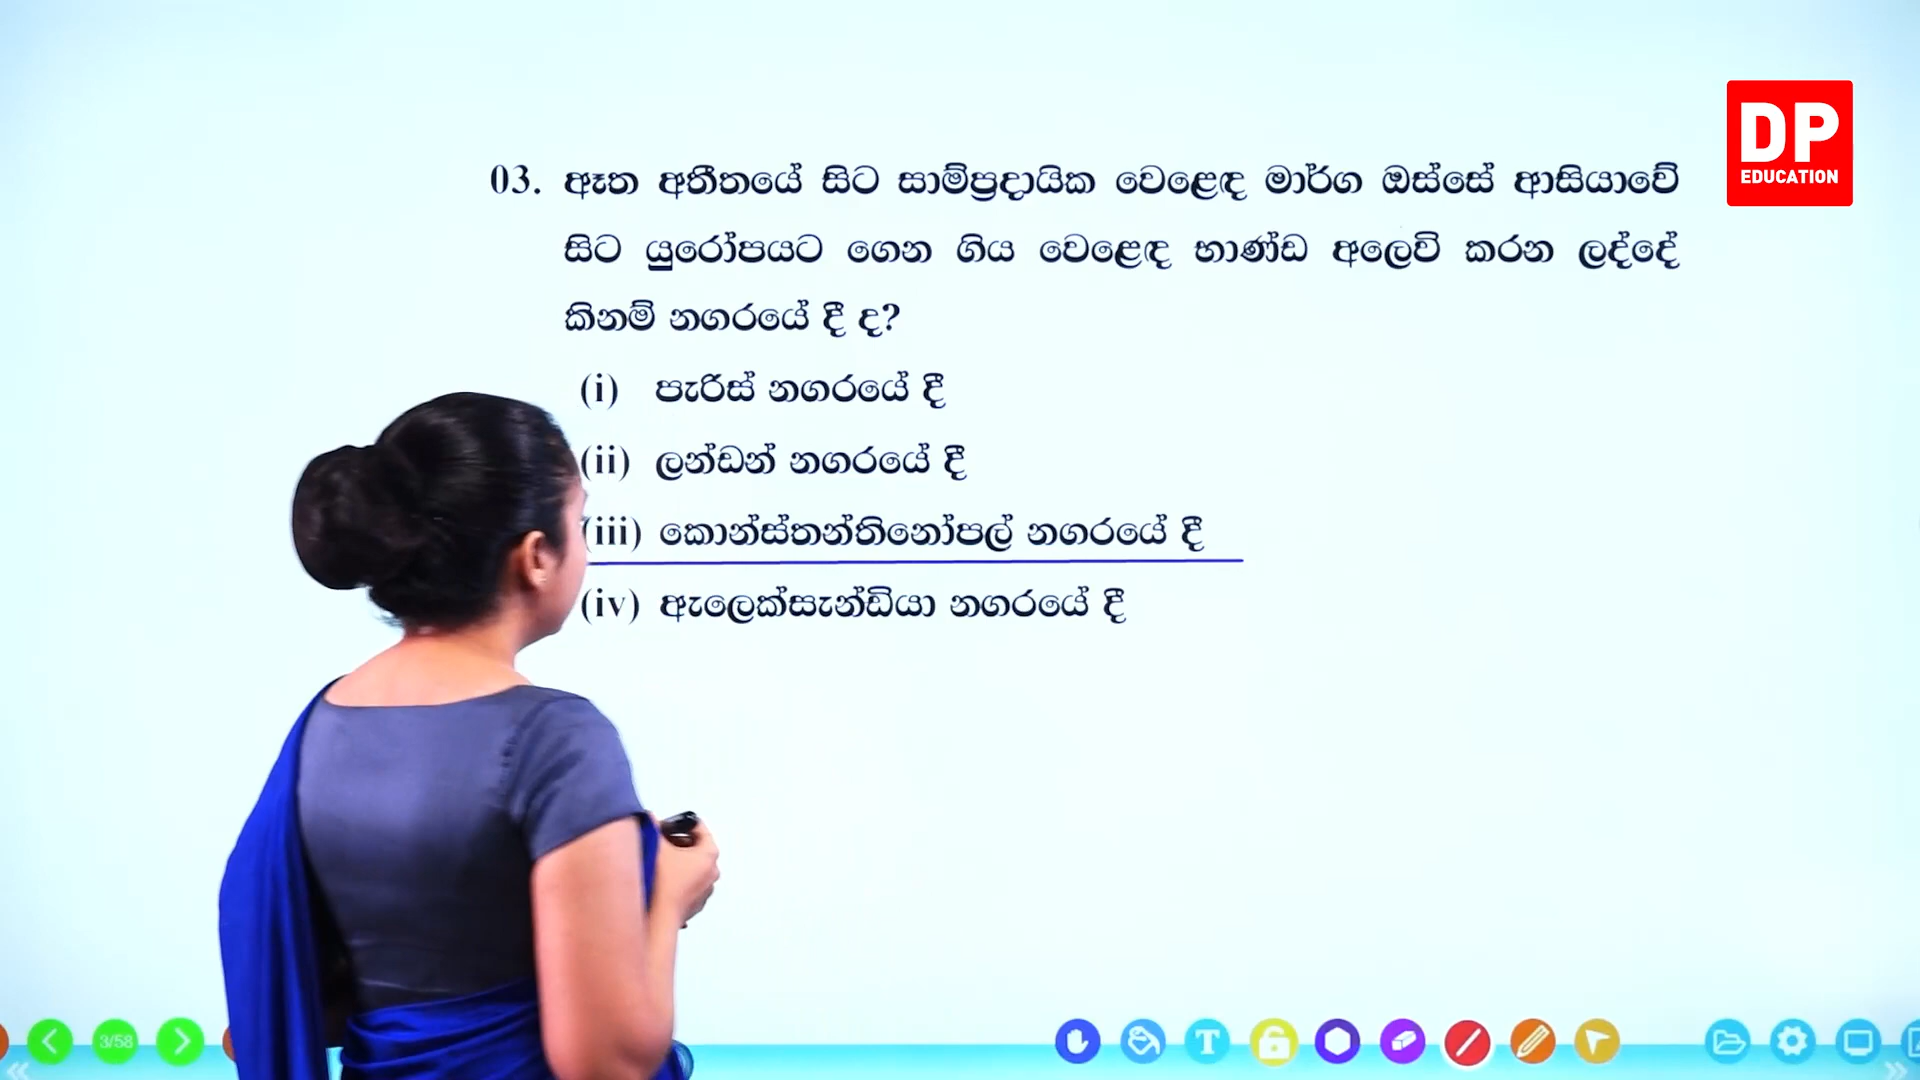 DP
EDUCATION
03. ඈත අතීතයේ සිට සාම්ප්‍රදායික වෙළෙඳ මාර්ග ඔස්සේ ආසියාවේ
සිට යුරෝපයට ගෙන ගිය වෙළෙඳ භාණ්ඩ අලෙවි කරන ලද්දේ
කිනම් නගරයේ දී ද?
(i) පැරිස් නගරයේ දී
(ii) ලන්ඩන් නගරයේ දී
(iii) කොන්ස්තන්තිනෝපල් නගරයේ දී
(iv) ඇලෙක්සැන්ඩියා නගරයේ දී
3/58
T